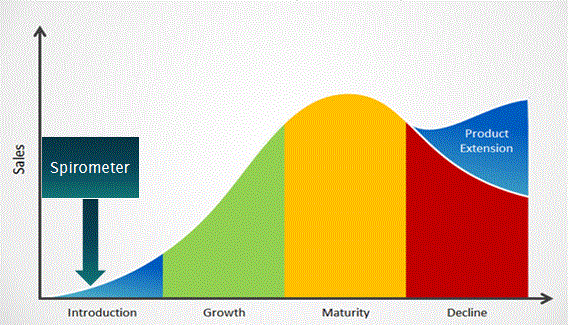 Sales
Spirometer
Product
Extension
Introduction
Growth
Maturity
Decline